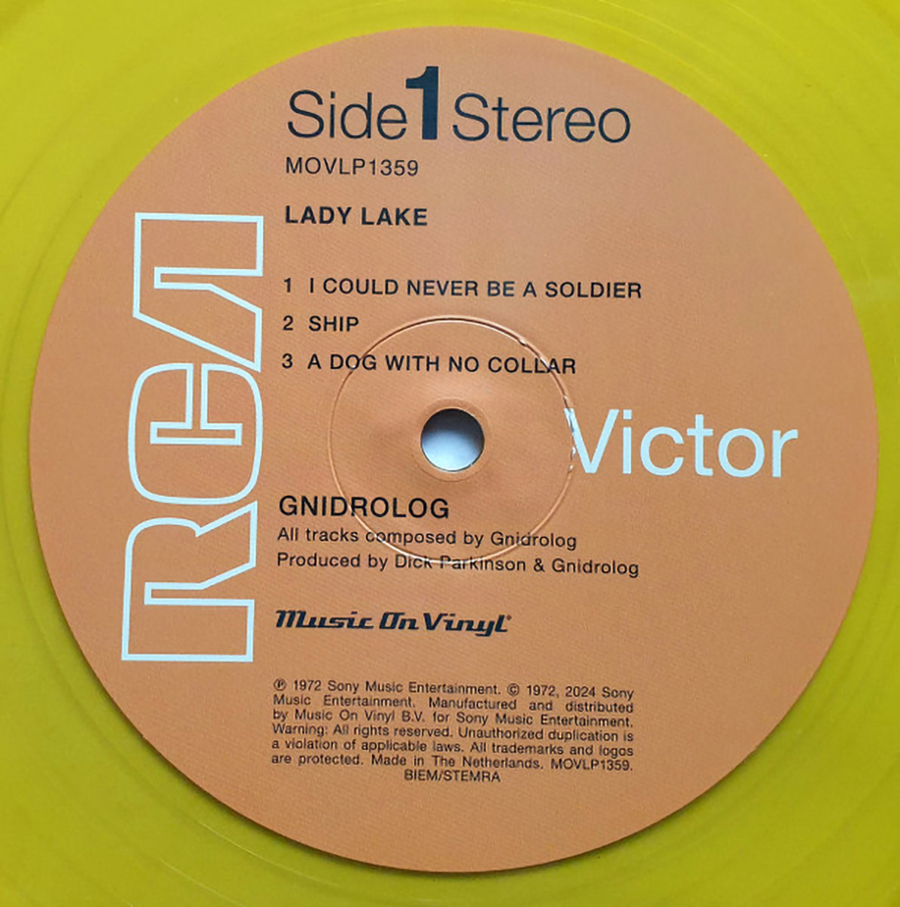 Side 1 Stereo
MOVLP1359
LADY LAKE
1 I COULD NEVER BE A SOLDIER
2 SHIP
3 A DOG WITH NO COLLAR
RCA
Victor
GNIDROLOG
All tracks composed by Gnidrolog
Produced by Dick Parkinson & Gnidrolog
Music On Vinyl®
℗ 1972 Sony Music Entertainment. © 1972, 2024 Sony
Music Entertainment. Manufactured and distributed
by Music On Vinyl B.V. for Sony Music Entertainment.
Warning: All rights reserved. Unauthorized duplication is
a violation of applicable laws. All trademarks and logos
are protected. Made in The Netherlands. MOVLP1359.
BIEM/STEMRA